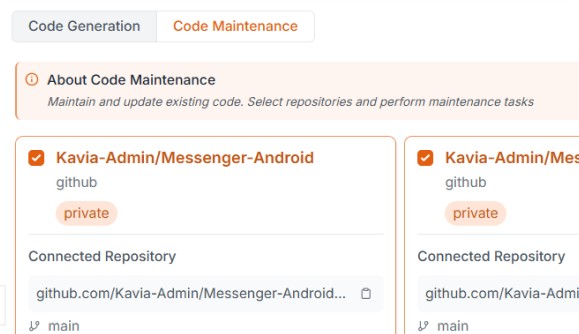 Code Generation Code Maintenance
About Code Maintenance
Maintain and update existing code. Select repositories and perform maintenance tasks
Kavia-Admin/Messenger-Android Kavia-Admin/Mes
github github
private private
Connected Repository Connected Repository
github.com/Kavia-Admin/Messenger-Android... github.com/Kavia-Admi
main main